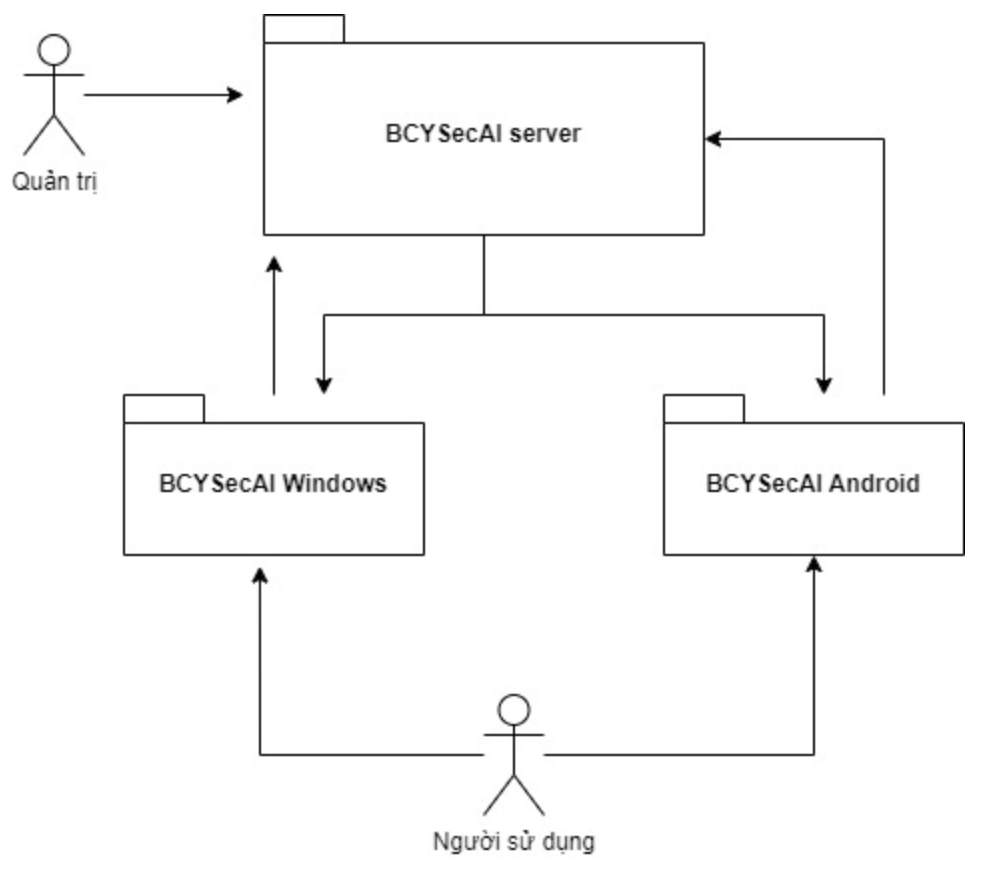 BCYSecAI server
Quản trị
BCYSecAI Windows
BCYSecAI Android
Người sử dụng